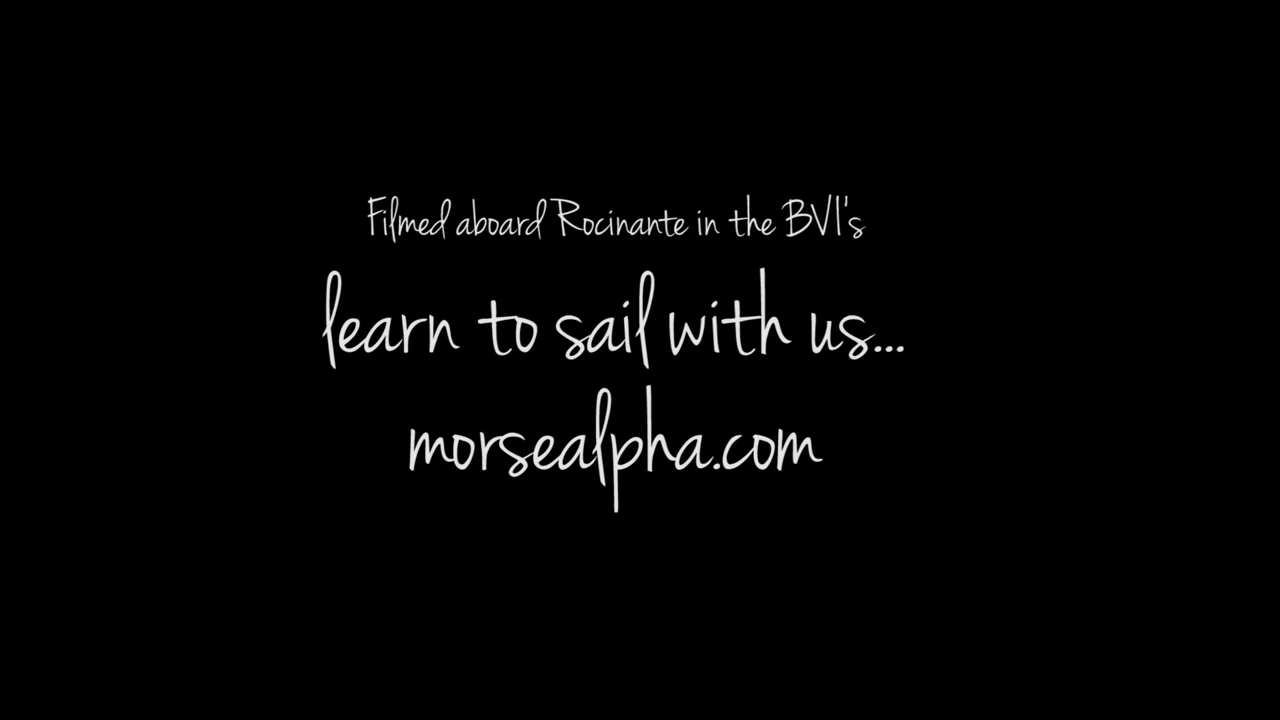 Filmed aboard Rocinante in the BVI's
learn to sail with us...
morsealpha.com